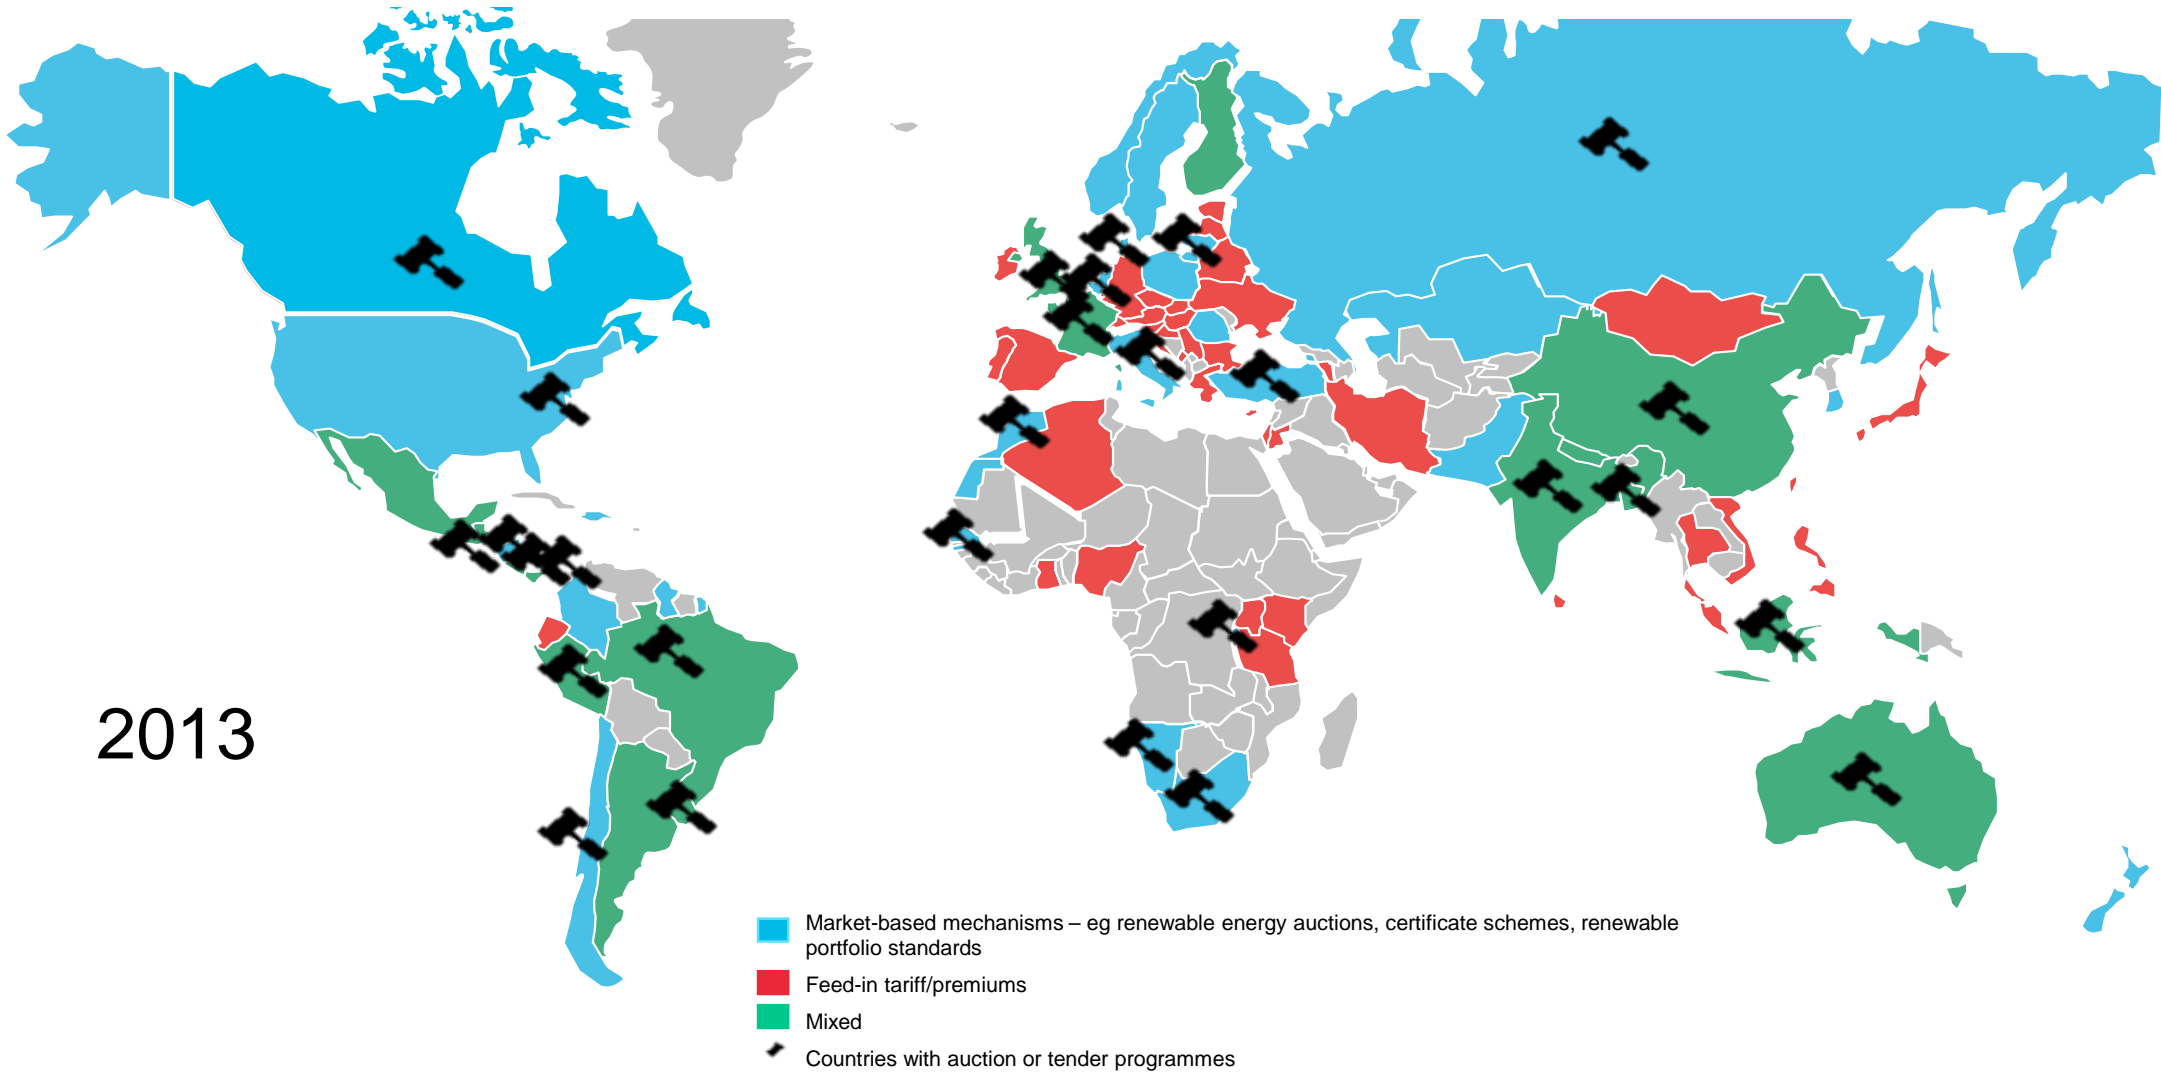 2013
Market-based mechanisms – eg renewable energy auctions, certificate schemes, renewable
portfolio standards
Feed-in tariff/premiums
Mixed
Countries with auction or tender programmes